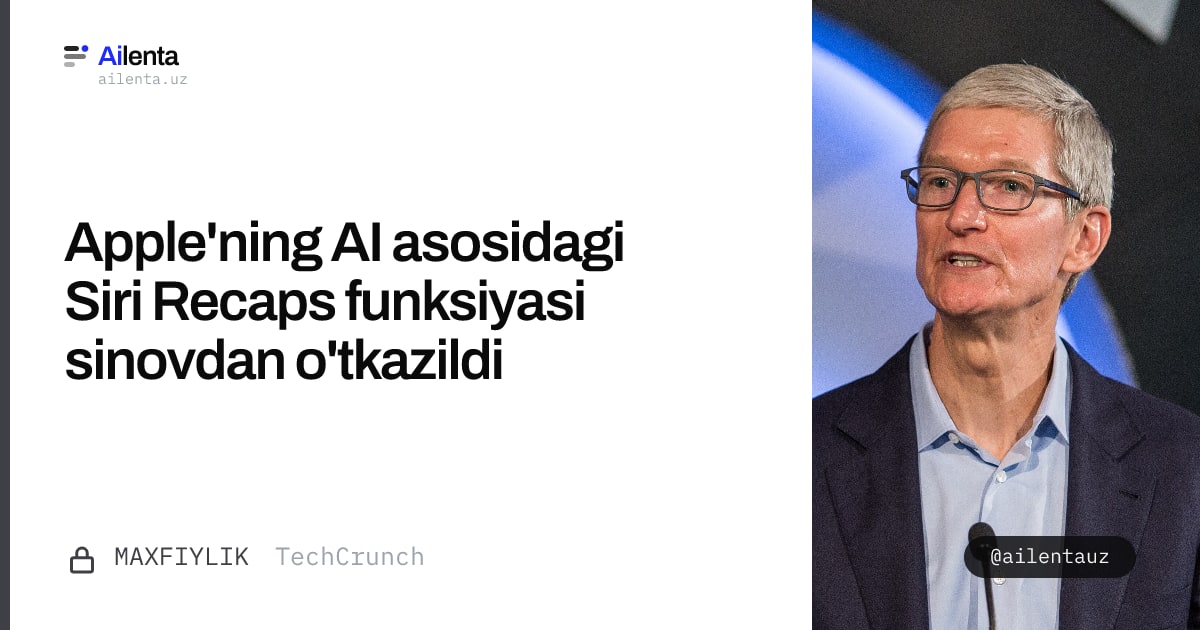 Ailenta
ailenta.uz
Apple'ning AI asosidagi
Siri Recaps funksiyasi
sinovdan o'tkazildi
MAXFIYLIK TechCrunch
@ailentauz